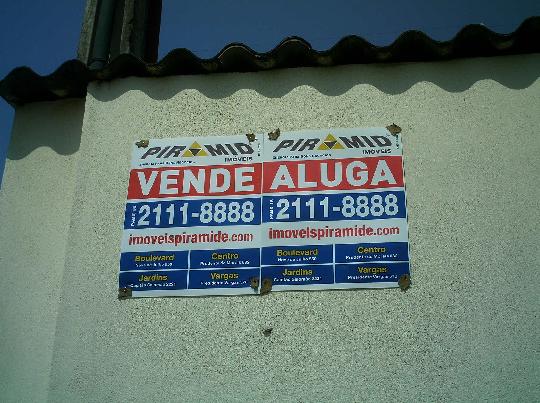 PIRAMID
IMÓVEIS
VENDE
2111-8888
imoveispiramide.com
Boulevard
Centro
Jardins
Vargas
PIRAMID
IMÓVEIS
ALUGA
2111-8888
imoveispiramide.com
Boulevard
Centro
Jardins
Vargas